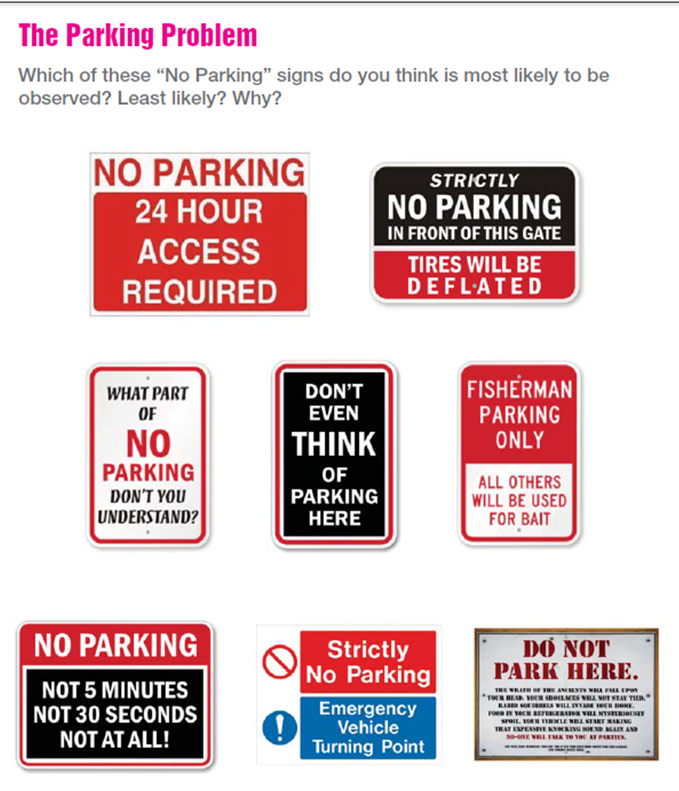 The Parking Problem
Which of these “No Parking” signs do you think is most likely to be
observed? Least likely? Why?
NO PARKING
24 HOUR
ACCESS
REQUIRED
STRICTLY
NO PARKING
IN FRONT OF THIS GATE
TIRES WILL BE
DEFLATED
WHAT PART
OF
NO
PARKING
DON'T YOU
UNDERSTAND?
DON'T
EVEN
THINK
OF
PARKING
HERE
FISHERMAN
PARKING
ONLY
ALL OTHERS
WILL BE USED
FOR BAIT
NO PARKING
NOT 5 MINUTES
NOT 30 SECONDS
NOT AT ALL!
Strictly
No Parking
Emergency
Vehicle
Turning Point
DO NOT
PARK HERE.
THE WRATH OF THE ANCIENTS WILL FALL UPON
YOUR HEAD. YOUR SHOELACES WILL NOT STAY TIED.
RABID SQUIRRELS WILL INVADE YOUR HOME.
FOOD IN YOUR REFRIGERATOR WILL MYSTERIOUSLY
SPOIL. YOUR VEHICLE WILL START MAKING
THAT EXPENSIVE KNOCKING SOUND AGAIN AND
NO-ONE WILL TALK TO YOU AT PARTIES.